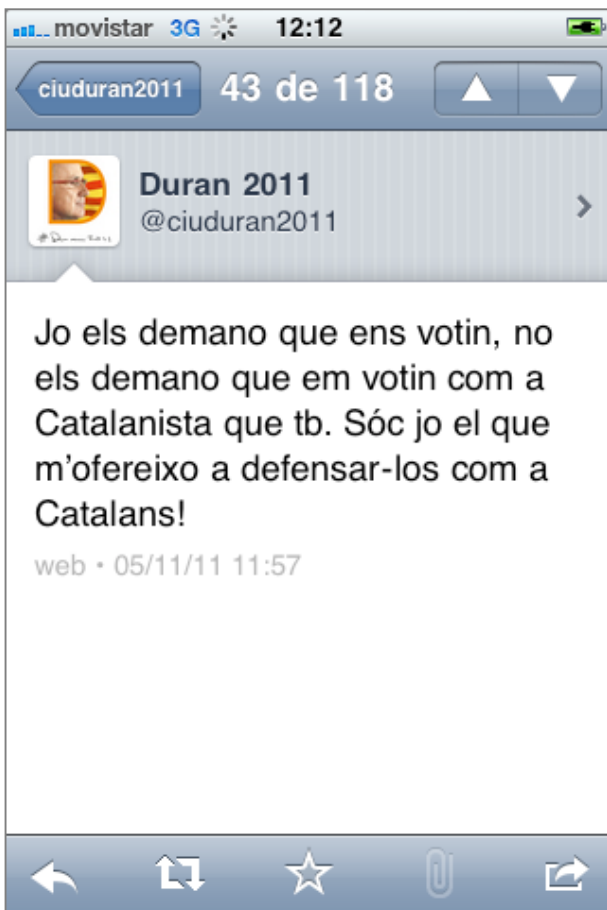 movistar 3G 12:12
ciuduran2011 43 de 118
Duran 2011
@ciuduran2011
Jo els demano que ens votin, no
els demano que em votin com a
Catalanista que tb. Sóc jo el que
m'ofereixo a defensar-los com a
Catalans!
web • 05/11/11 11:57